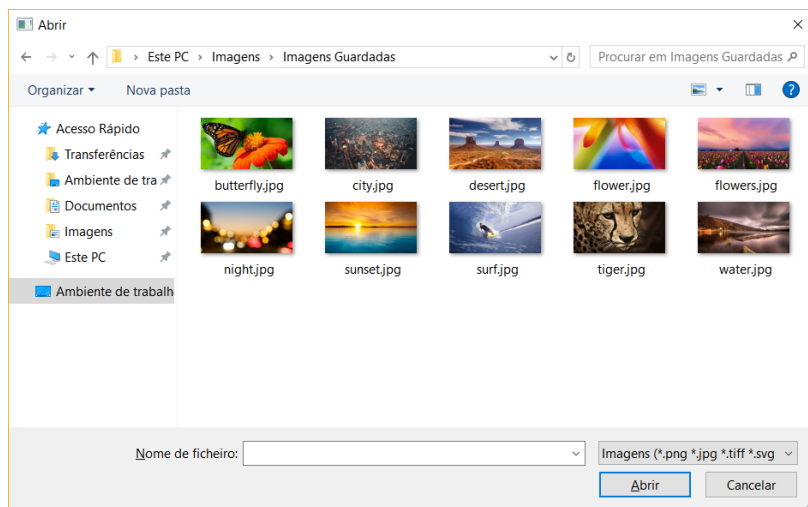 Abrir
Este PC > Imagens > Imagens Guardadas
Procurar em Imagens Guardadas
Organizar
Nova pasta
?
Acesso Rápido
Transferências
Ambiente de tra
Documentos
Imagens
Este PC
Ambiente de trabalh
butterfly.jpg
city.jpg
desert.jpg
flower.jpg
flowers.jpg
night.jpg
sunset.jpg
surf.jpg
tiger.jpg
water.jpg
Nome de ficheiro:
Imagens (*.png *.jpg *.tiff *.svg
Abrir
Cancelar